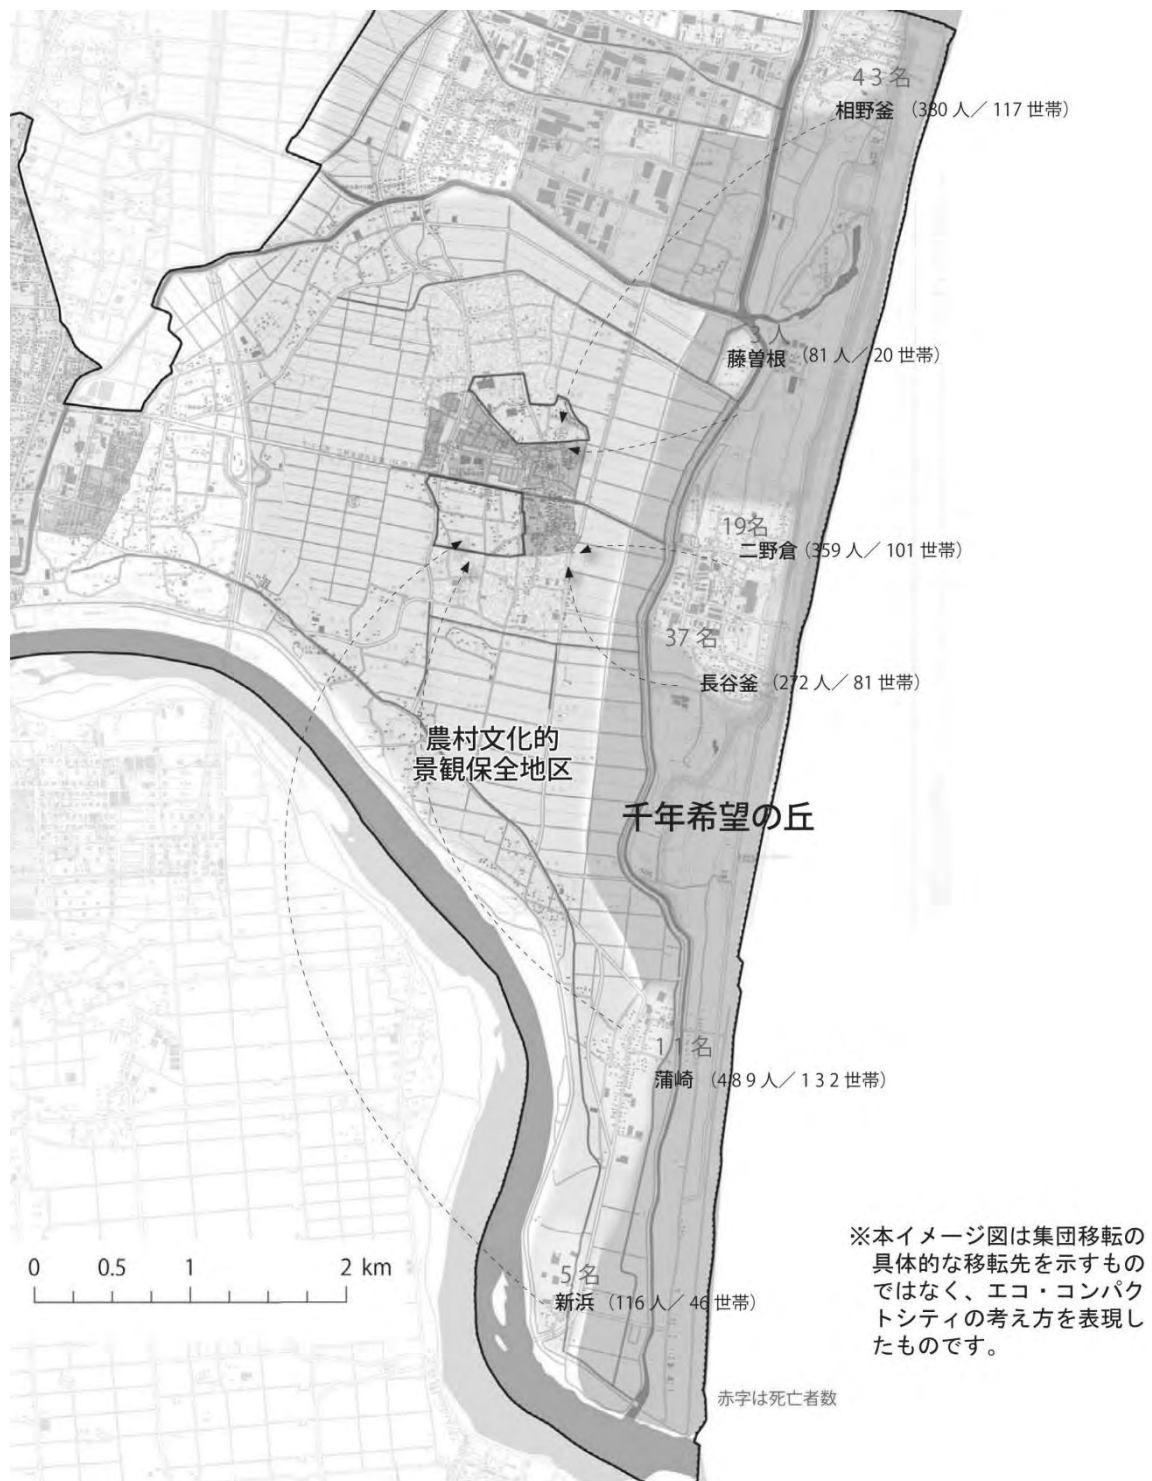 43名
相野釜 (380人／117世帯)
3人
藤曽根 (81人／20世帯)
19名
二野倉 (359人／101世帯)
37名
長谷釜 (272人／81世帯)
農村文化的
景観保全地区
千年希望の丘
11名
蒲崎 (489人／132世帯)
5名
新浜 (116人／46世帯)
0 0.5 1 2 km
※本イメージ図は集団移転の
具体的な移転先を示すもの
ではなく、エコ・コンパク
トシティの考え方を表現し
たものです。
赤字は死亡者数